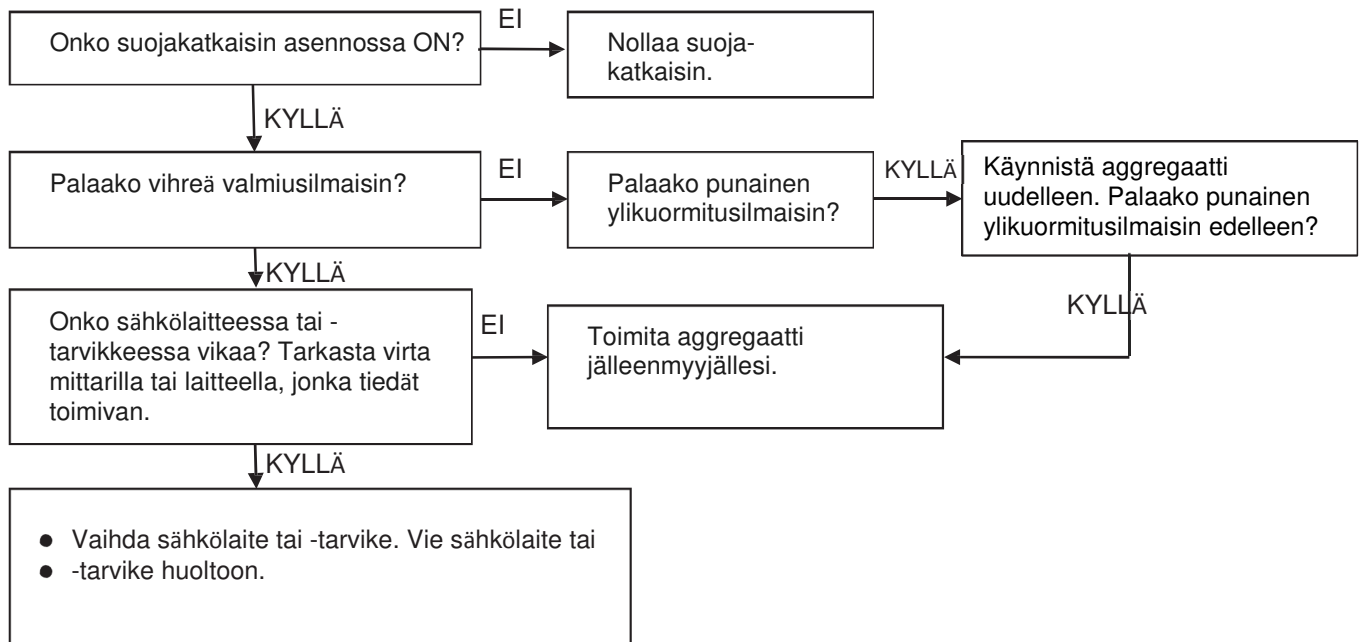 Onko suojakatkaisin asennossa ON?
EI
Nollaa suoja-
katkaisin.
KYLLÄ
Palaako vihreä valmiusilmaisin?
EI
Palaako punainen
ylikuormitusilmaisin?
KYLLÄ
Käynnistä aggregaatti
uudelleen. Palaako punainen
ylikuormitusilmaisin edelleen?
KYLLÄ
KYLLÄ
Onko sähkölaitteessa tai -
tarvikkeessa vikaa? Tarkasta virta
mittarilla tai laitteella, jonka tiedät
toimivan.
EI
Toimita aggregaatti
jälleenmyyjällesi.
KYLLÄ
● Vaihda sähkölaite tai -tarvike. Vie sähkölaite tai
● -tarvike huoltoon.